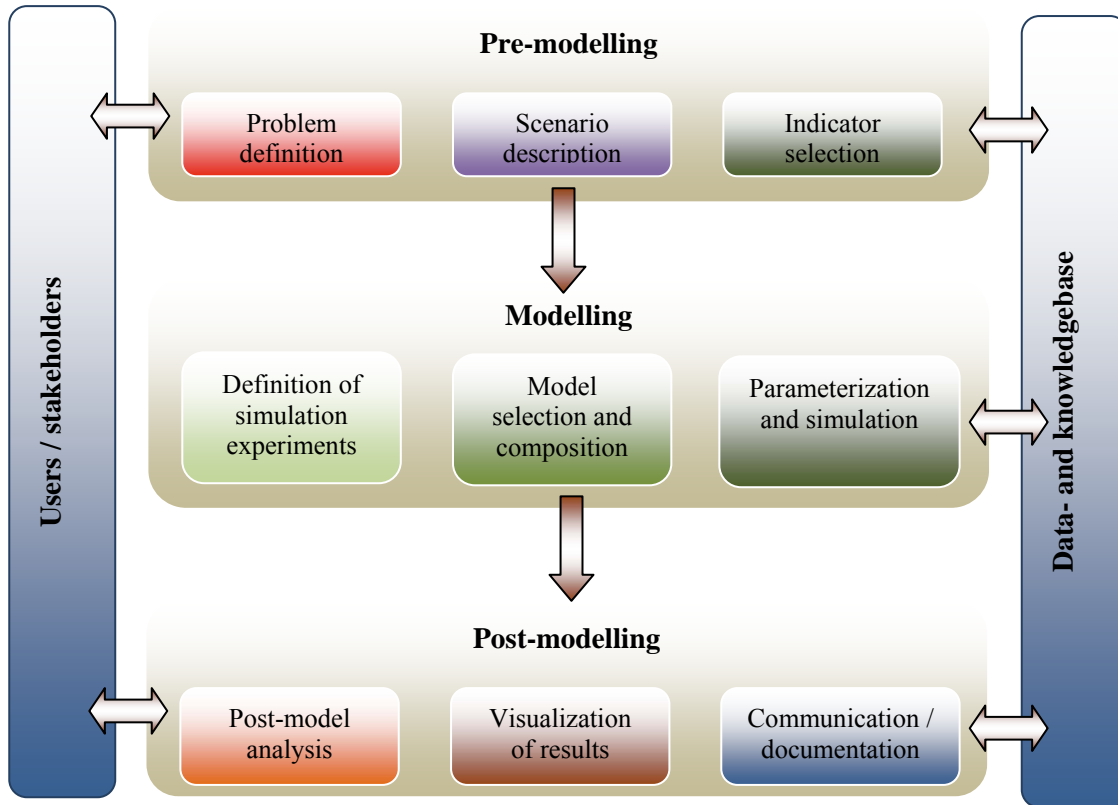 Users / stakeholders
Pre-modelling
Problem
definition
Scenario
description
Indicator
selection
Modelling
Definition of
simulation
experiments
Model
selection and
composition
Parameterization
and simulation
Post-modelling
Post-model
analysis
Visualization
of results
Communication /
documentation
Data- and knowledgebase